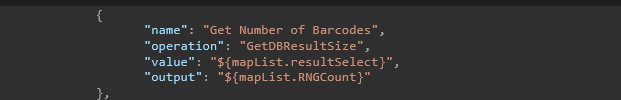 {
"name": "Get Number of Barcodes",
"operation": "GetDBResultSize",
"value": "${mapList.resultSelect}",
"output": "${mapList.RNGCount}"
},